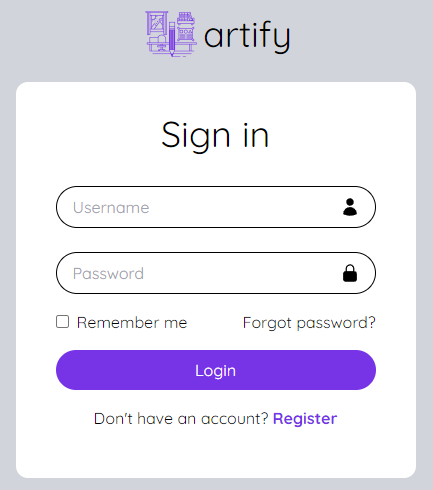 artify
Sign in
Username
Password
Remember me Forgot password?
Login
Don't have an account? Register